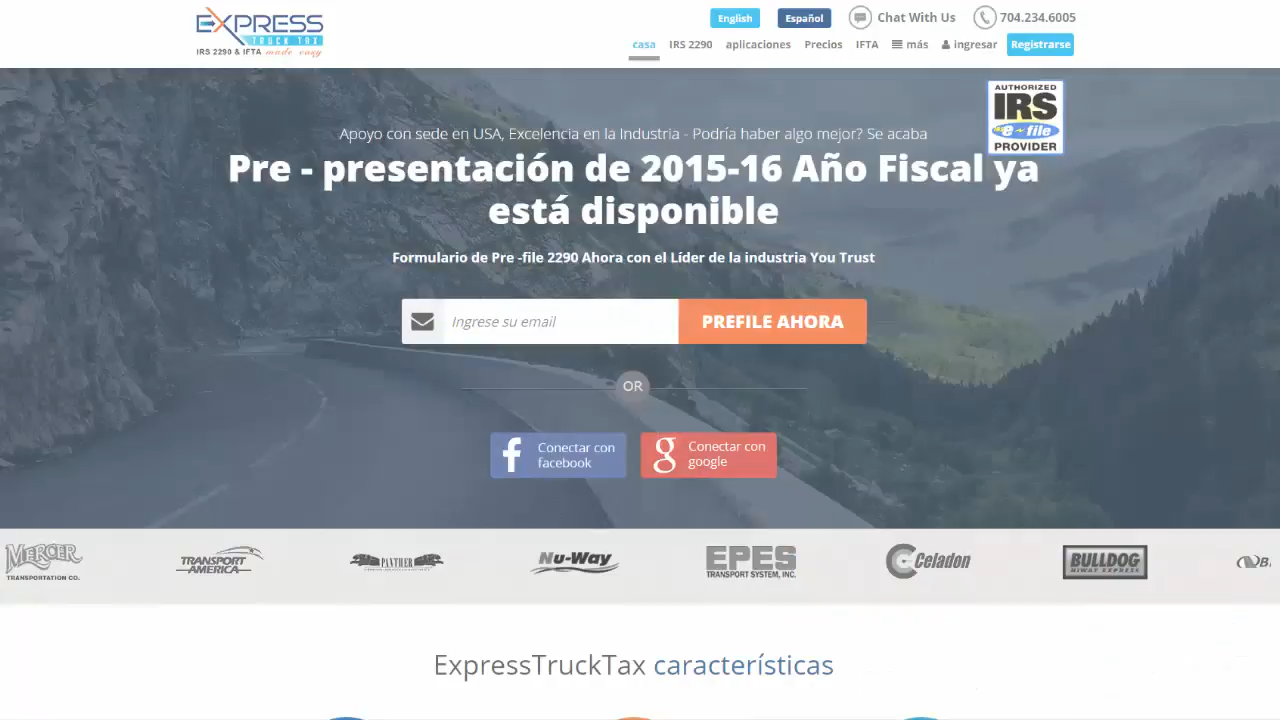 EXPRESS
TRUCK TAX
IRS 2290 & IFTA made easy
English
Español
Chat With Us
704.234.6005
casa
IRS 2290
aplicaciones
Precios
IFTA
más
ingresar
Registrarse
AUTHORIZED
IRS
e-file
PROVIDER
Apoyo con sede en USA, Excelencia en la Industria - Podría haber algo mejor? Se acaba
Pre - presentación de 2015-16 Año Fiscal ya
está disponible
Formulario de Pre -file 2290 Ahora con el Líder de la industria You Trust
Ingrese su email
PREFILE AHORA
OR
Conectar con
facebook
Conectar con
google
MERCER
TRANSPORTATION CO.
TRANSPORT
AMERICA
PANTHER
Nu-Way
EPES
TRANSPORT SYSTEM, INC.
Celadon
BULLDOG
HIWAY EXPRESS
ExpressTruckTax características